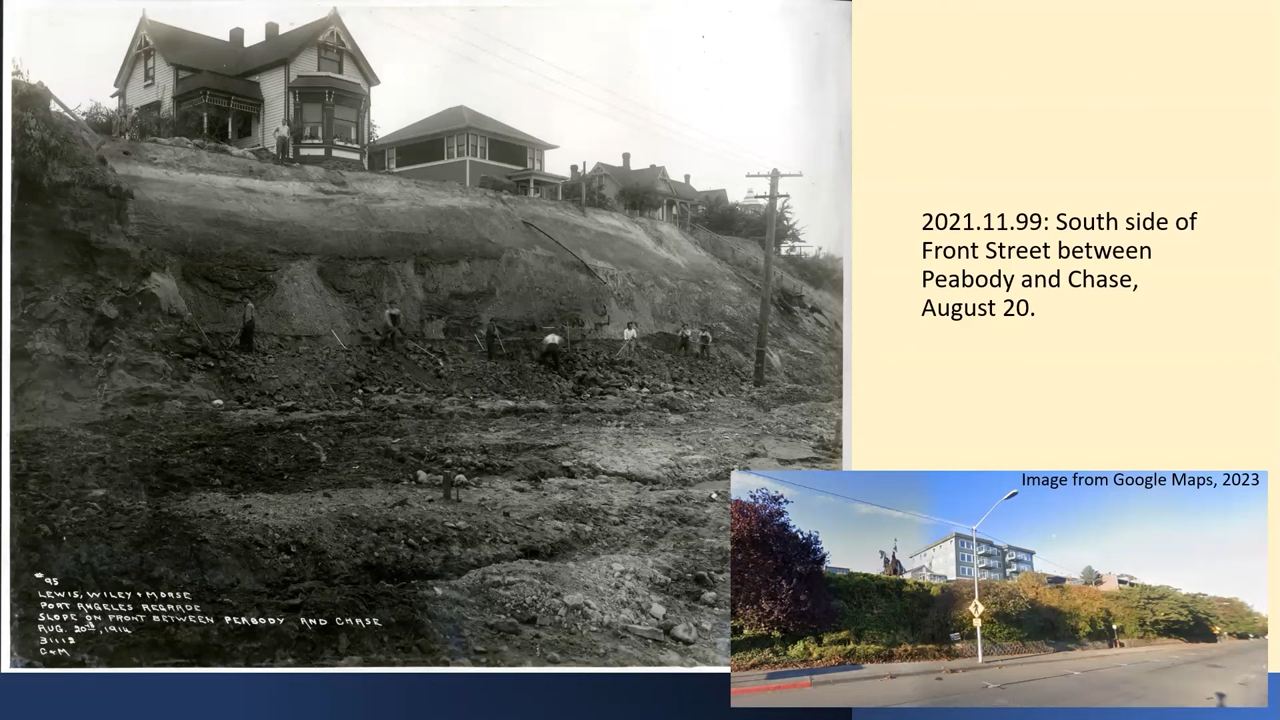 2021.11.99: South side of
Front Street between
Peabody and Chase,
August 20.
Image from Google Maps, 2023
#95
LEWIS, WILEY & MORSE
PORT ANGELES REGRADE
SLOPE ON FRONT BETWEEN PEABODY AND CHASE
AUG. 20TH, 1914
31112
C & M